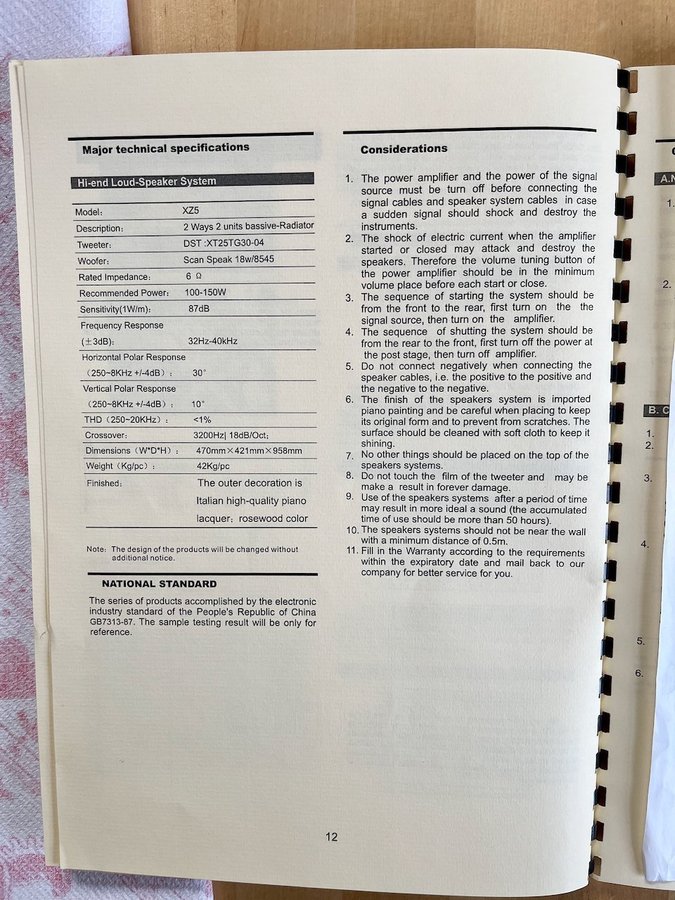 Major technical specifications
Hi-end Loud-Speaker System
Model: XZ5
Description: 2 Ways 2 units bassive-Radiator
Tweeter: DST :XT25TG30-04
Woofer: Scan Speak 18w/8545
Rated Impedance: 6 Ω
Recommended Power: 100-150W
Sensitivity(1W/m): 87dB
Frequency Response
(±3dB): 32Hz-40kHz
Horizontal Polar Response
(250~8KHz +/-4dB) : 30°
Vertical Polar Response
(250~8KHz +/-4dB) : 10°
THD (250~20KHz) : <1%
Crossover: 3200Hz| 18dB/Oct;
Dimensions (W*D*H) : 470mm×421mm×958mm
Weight (Kg/pc) : 42Kg/pc
Finished: The outer decoration is
Italian high-quality piano
lacquer: rosewood color
Note: The design of the products will be changed without
additional notice.
NATIONAL STANDARD
The series of products accomplished by the electronic
industry standard of the People's Republic of China
GB7313-87. The sample testing result will be only for
reference.
Considerations
1. The power amplifier and the power of the signal
source must be turn off before connecting the
signal cables and speaker system cables in case
a sudden signal should shock and destroy the
instruments.
2. The shock of electric current when the amplifier
started or closed may attack and destroy the
speakers. Therefore the volume tuning button of
the power amplifier should be in the minimum
volume place before each start or close.
3. The sequence of starting the system should be
from the front to the rear, first turn on the the
signal source, then turn on the amplifier.
4. The sequence of shutting the system should be
from the rear to the front, first turn off the power at
the post stage, then turn off amplifier.
5. Do not connect negatively when connecting the
speaker cables, i.e. the positive to the positive and
the negative to the negative.
6. The finish of the speakers system is imported
piano painting and be careful when placing to keep
its original form and to prevent from scratches. The
surface should be cleaned with soft cloth to keep it
shining.
7. No other things should be placed on the top of the
speakers systems.
8. Do not touch the film of the tweeter and may be
make a result in forever damage.
9. Use of the speakers systems after a period of time
may result in more ideal a sound (the accumulated
time of use should be more than 50 hours).
10. The speakers systems should not be near the wall
with a minimum distance of 0.5m.
11. Fill in the Warranty according to the requirements
within the expiratory date and mail back to our
company for better service for you.
12
A.
1.
2.
B. C
1.
2.
3.
4.
5.
6.